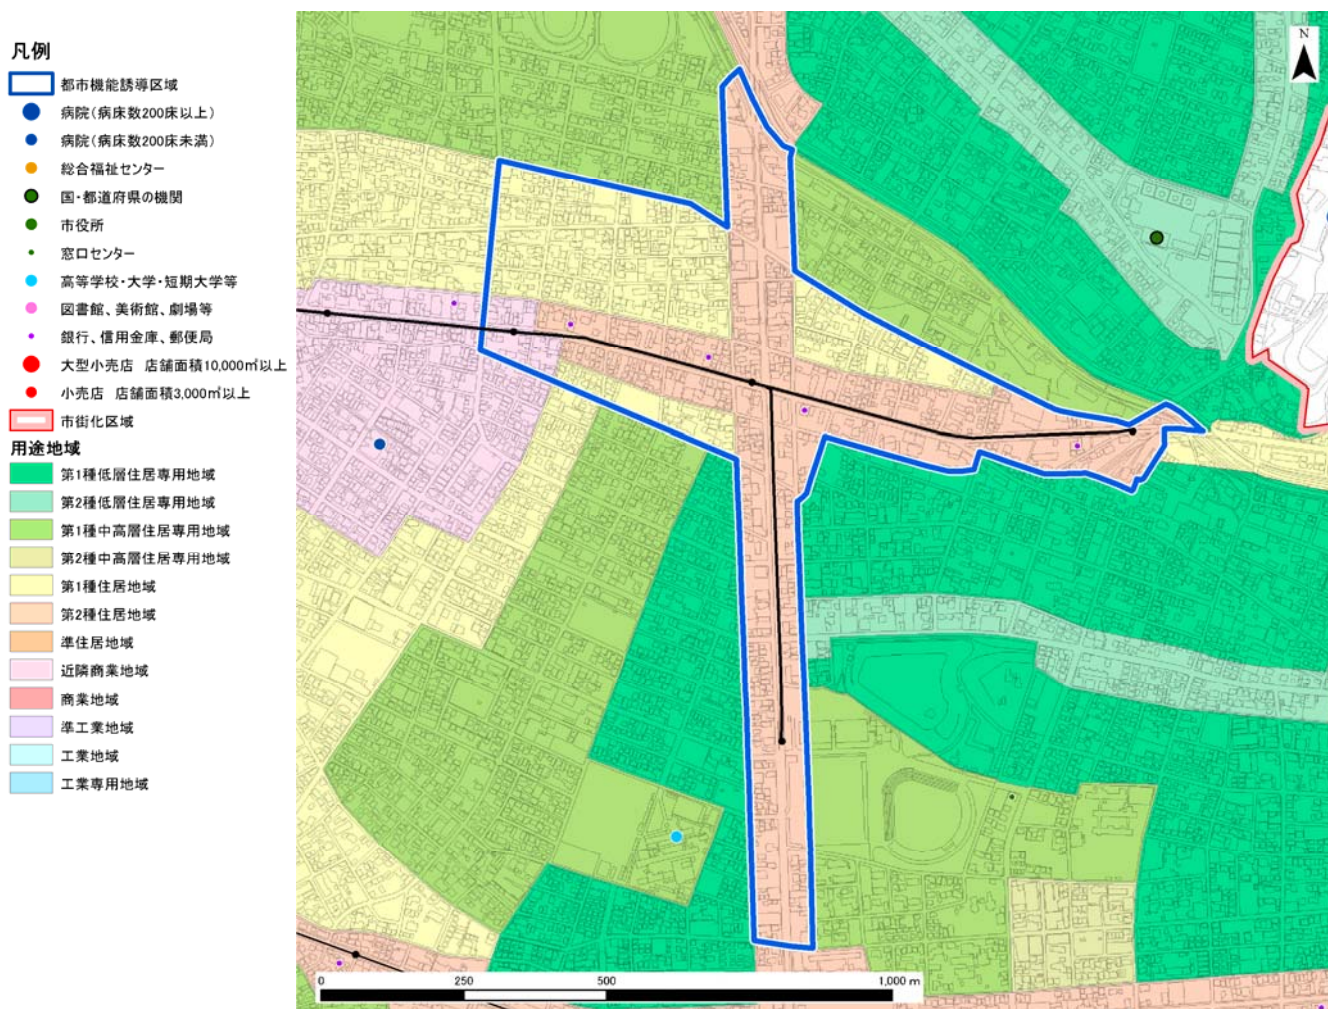 凡例
都市機能誘導区域
病院（病床数200床以上）
病院（病床数200床未満）
総合福祉センター
国・都道府県の機関
市役所
窓口センター
高等学校・大学・短期大学等
図書館、美術館、劇場等
銀行、信用金庫、郵便局
大型小売店　店舗面積10,000㎡以上
小売店　店舗面積3,000㎡以上
市街化区域
用途地域
第1種低層住居専用地域
第2種低層住居専用地域
第1種中高層住居専用地域
第2種中高層住居専用地域
第1種住居地域
第2種住居地域
準住居地域
近隣商業地域
商業地域
準工業地域
工業地域
工業専用地域
N
0 250 500 1,000 m